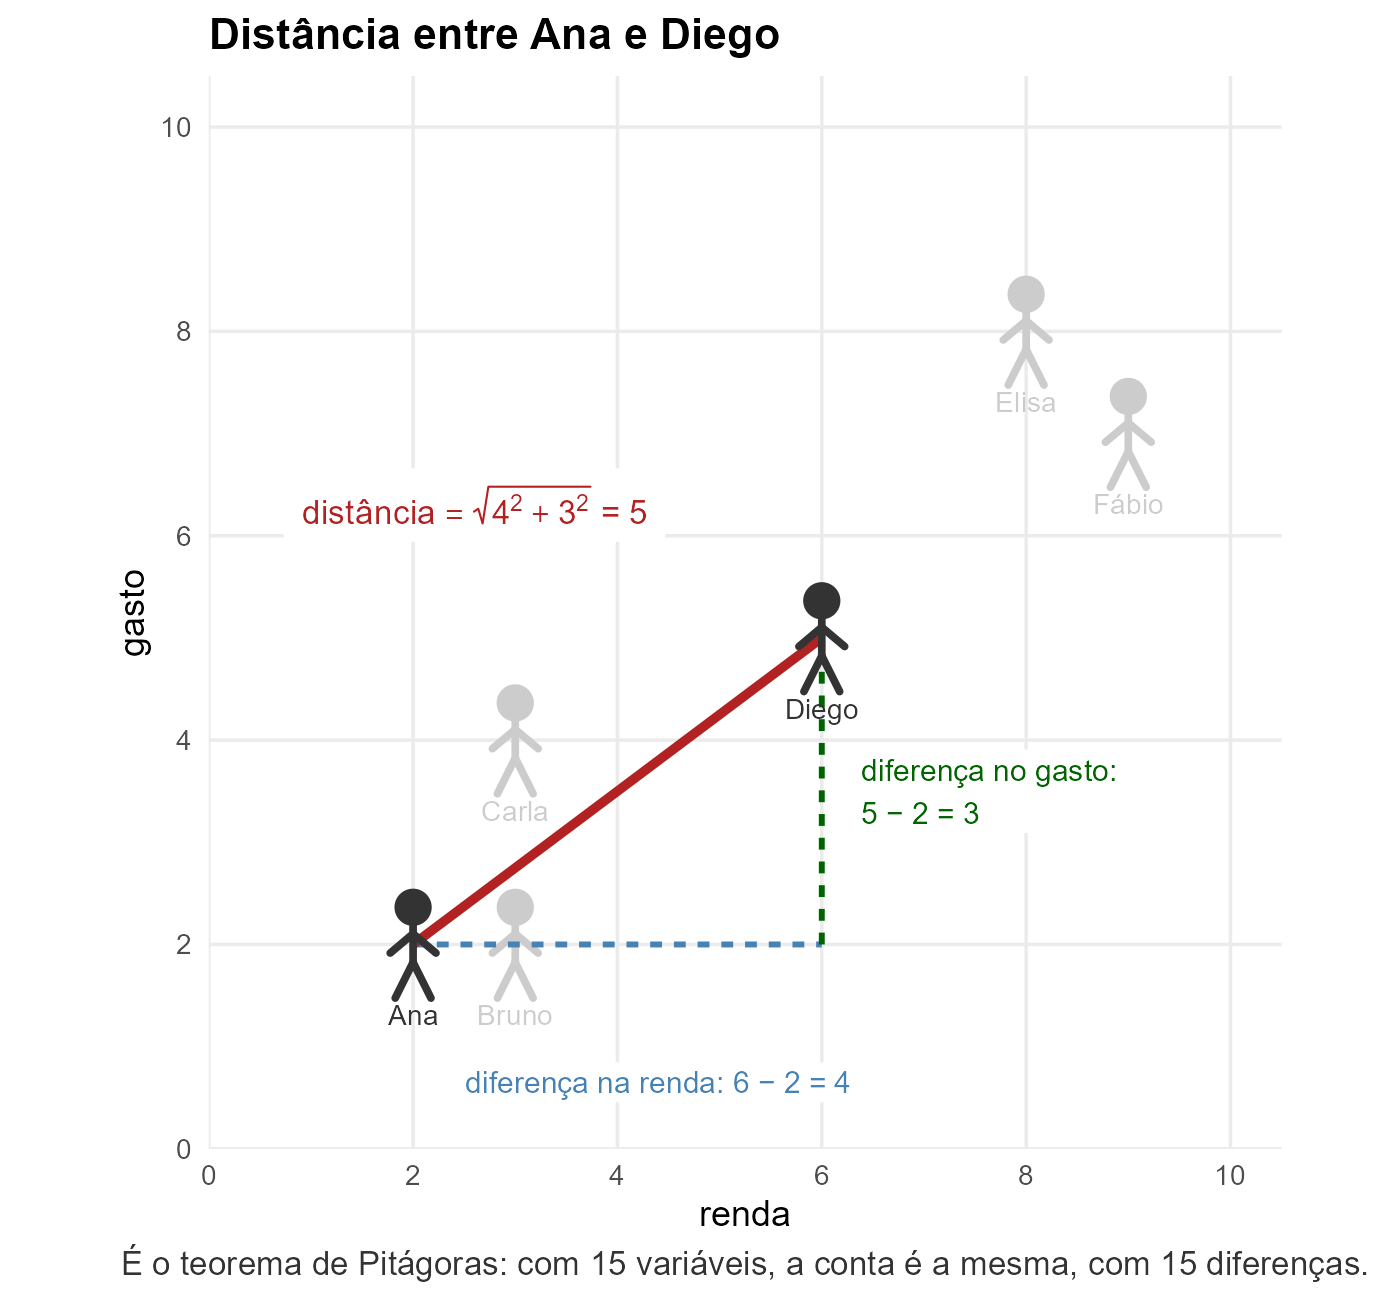 Distância entre Ana e Diego
10
8
6
4
2
0
gasto
Elisa
Fábio
distância = √4² + 3² = 5
Diego
diferença no gasto:
5 − 2 = 3
Carla
Ana
Bruno
diferença na renda: 6 − 2 = 4
0 2 4 6 8 10
renda
É o teorema de Pitágoras: com 15 variáveis, a conta é a mesma, com 15 diferenças.